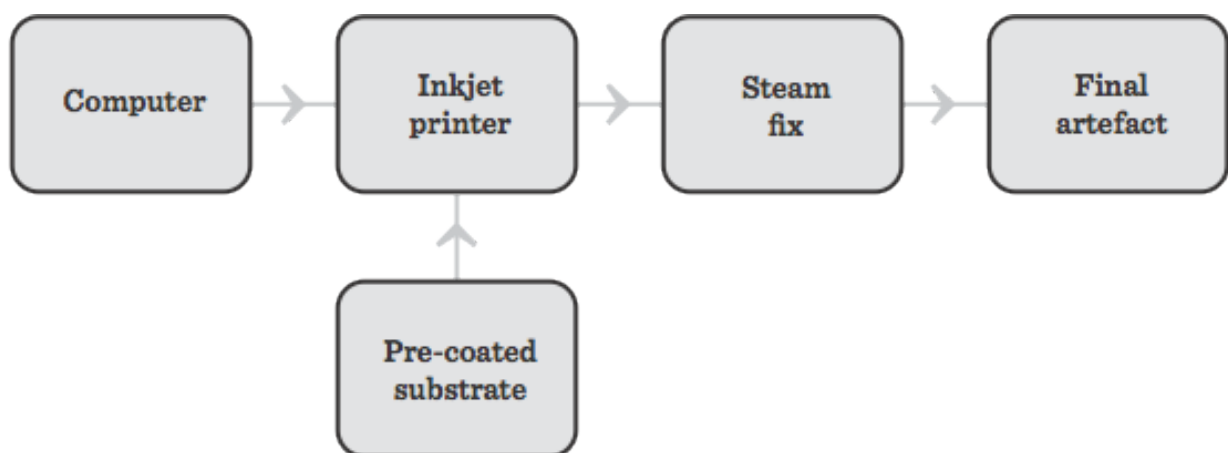 Computer
Inkjet
printer
Steam
fix
Final
artefact
Pre-coated
substrate